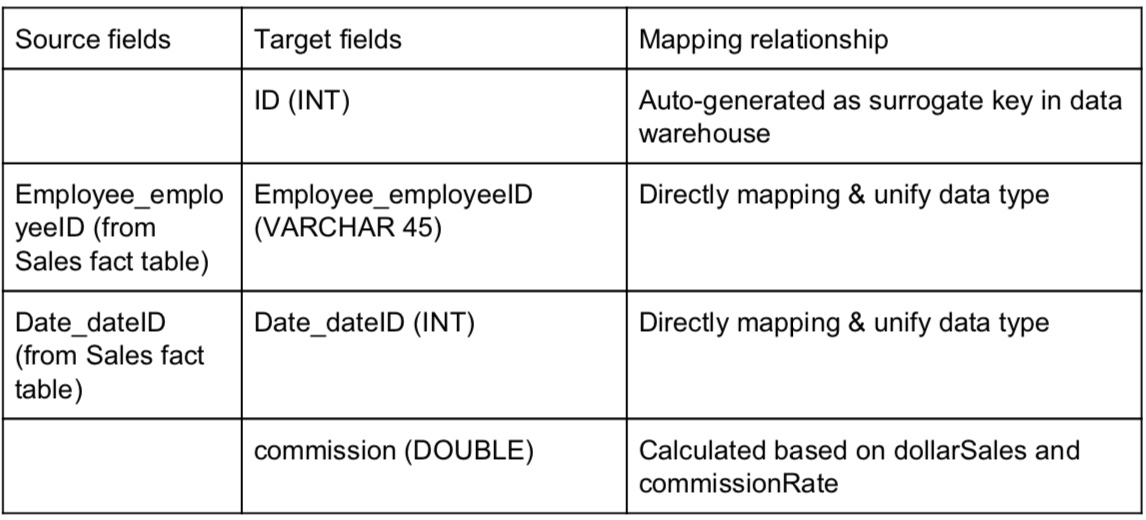 Source fields
Target fields
Mapping relationship
ID (INT)
Auto-generated as surrogate key in data
warehouse
Employee_emplo
yeeID (from
Sales fact table)
Employee_employeeID
(VARCHAR 45)
Directly mapping & unify data type
Date_dateID
(from Sales fact
table)
Date_dateID (INT)
Directly mapping & unify data type
commission (DOUBLE)
Calculated based on dollarSales and
commissionRate